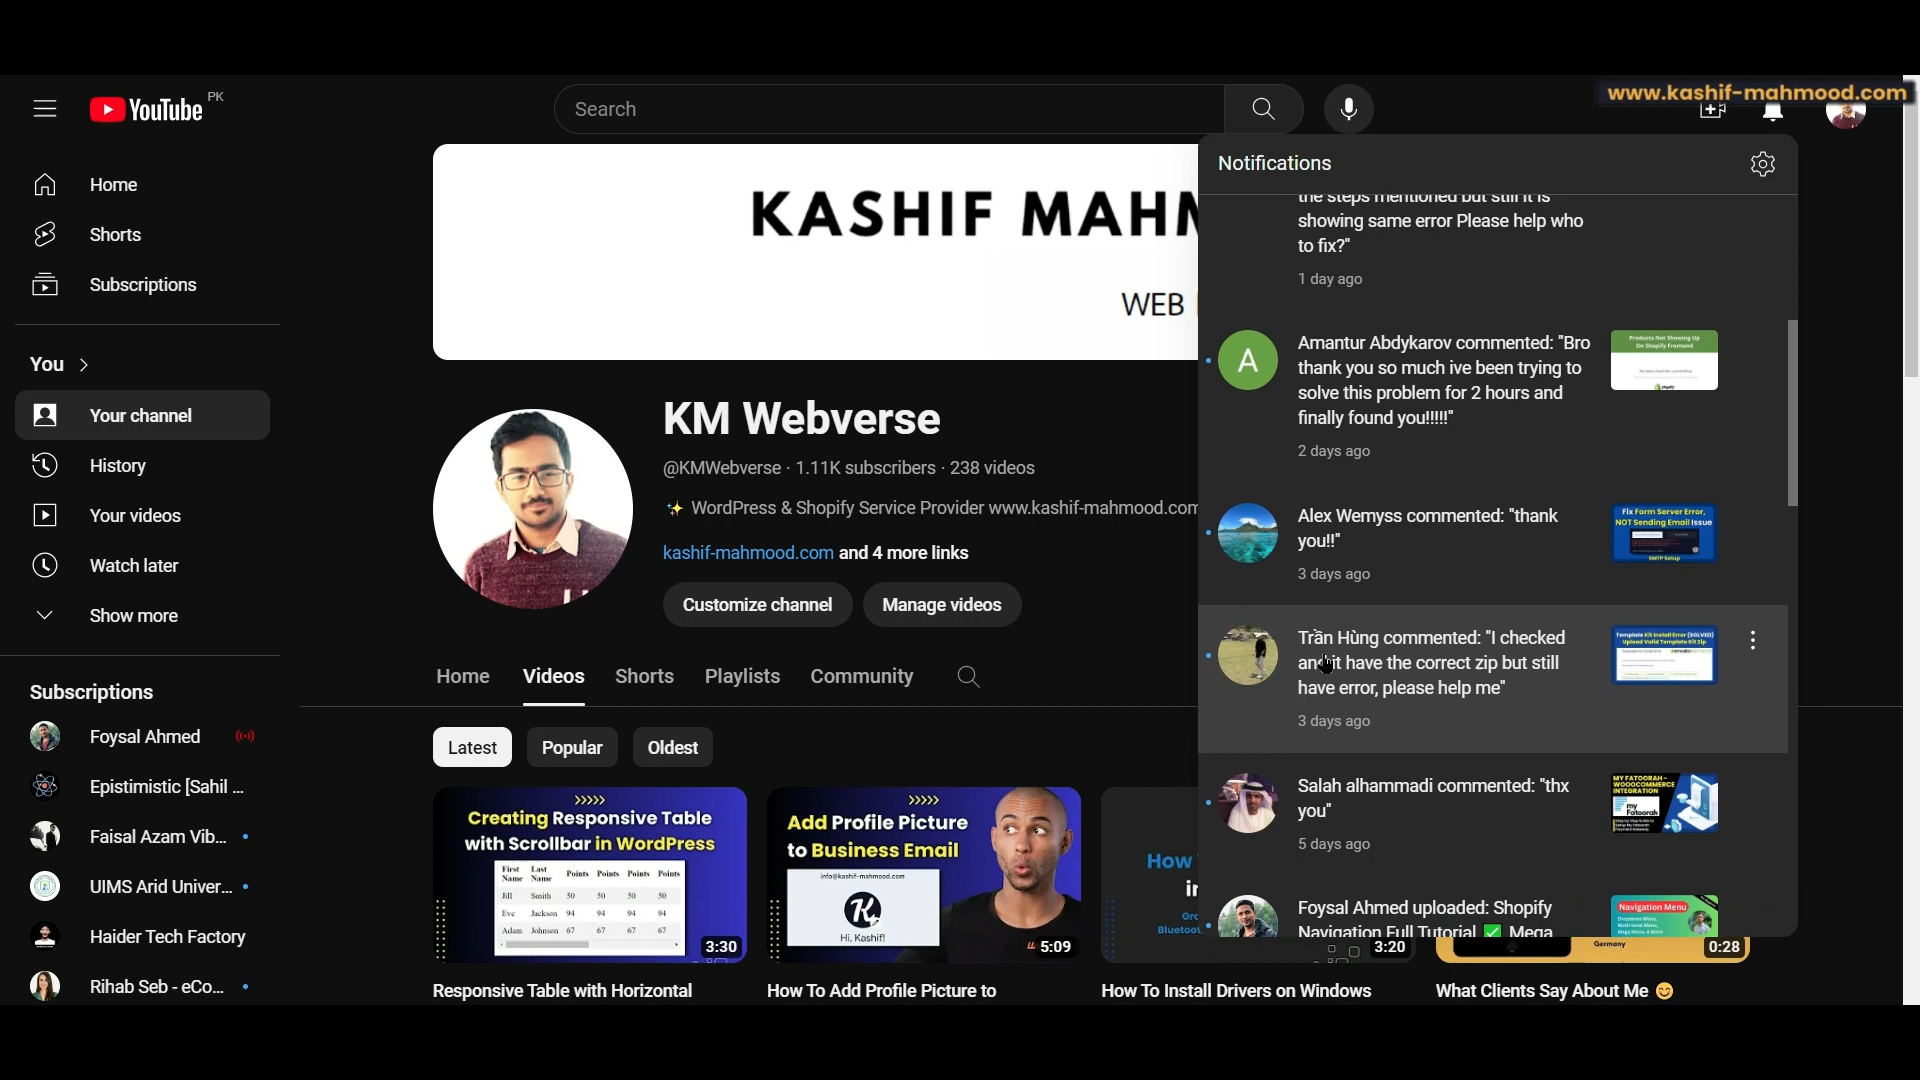 www.kashif-mahmood.com
YouTube PK
Search
Home
Shorts
Subscriptions
You
Your channel
History
Your videos
Watch later
Show more
Subscriptions
Foysal Ahmed
Epistimistic [Sahil ...
Faisal Azam Vib...
UIMS Arid Univer...
Haider Tech Factory
Rihab Seb - eCo...
KASHIF MAHM
WEB
KM Webverse
@KMWebverse · 1.11K subscribers · 238 videos
✨ WordPress & Shopify Service Provider www.kashif-mahmood.com
kashif-mahmood.com and 4 more links
Customize channel
Manage videos
Home Videos Shorts Playlists Community
Latest Popular Oldest
Creating Responsive Table
with Scrollbar in WordPress
First Name Last Name Points Points Points Points
Jill Smith 50 50 50 50
Eve Jackson 94 94 94 94
Adam Johnson 67 67 67 67
3:30
Responsive Table with Horizontal
Add Profile Picture
to Business Email
info@kashif-mahmood.com
Hi, Kashif!
5:09
How To Add Profile Picture to
How
in
3:20
How To Install Drivers on Windows
Germany
0:28
What Clients Say About Me 😊
Notifications
the steps mentioned but still it is
showing same error Please help who
to fix?"
1 day ago
A
Amantur Abdykarov commented: "Bro
thank you so much ive been trying to
solve this problem for 2 hours and
finally found you!!!!!"
2 days ago
Products Not Showing Up
On Shopify Frontend
shopify
Alex Wemyss commented: "thank
you!!"
3 days ago
Fix Form Server Error,
NOT Sending Email Issue
SMTP Setup
Trần Hùng commented: "I checked
and it have the correct zip but still
have error, please help me"
3 days ago
Template Kit Install Error (SOLVED)
Upload Valid Template Kit Zip
Salah alhammadi commented: "thx
you"
5 days ago
MY FATOORAH -
WOOCOMMERCE
INTEGRATION
my
Fatoorah
Foysal Ahmed uploaded: Shopify
Navigation Full Tutorial ✅ Mega
Navigation Menu